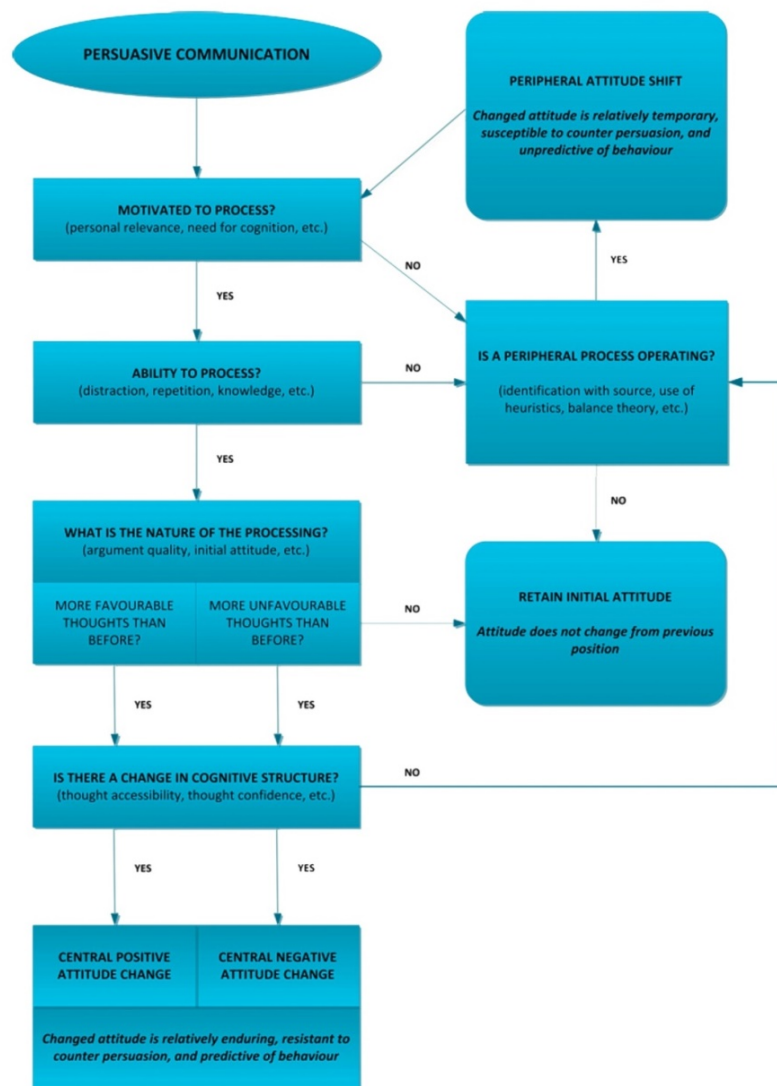 PERSUASIVE COMMUNICATION
PERIPHERAL ATTITUDE SHIFT
Changed attitude is relatively temporary,
susceptible to counter persuasion, and
unpredictive of behaviour
MOTIVATED TO PROCESS?
(personal relevance, need for cognition, etc.)
NO
YES
YES
ABILITY TO PROCESS?
(distraction, repetition, knowledge, etc.)
NO
IS A PERIPHERAL PROCESS OPERATING?
(identification with source, use of
heuristics, balance theory, etc.)
YES
NO
WHAT IS THE NATURE OF THE PROCESSING?
(argument quality, initial attitude, etc.)
MORE FAVOURABLE
THOUGHTS THAN
BEFORE?
MORE UNFAVOURABLE
THOUGHTS THAN
BEFORE?
NO
RETAIN INITIAL ATTITUDE
Attitude does not change from previous
position
YES
YES
IS THERE A CHANGE IN COGNITIVE STRUCTURE?
(thought accessibility, thought confidence, etc.)
NO
YES
YES
CENTRAL POSITIVE
ATTITUDE CHANGE
CENTRAL NEGATIVE
ATTITUDE CHANGE
Changed attitude is relatively enduring, resistant to
counter persuasion, and predictive of behaviour